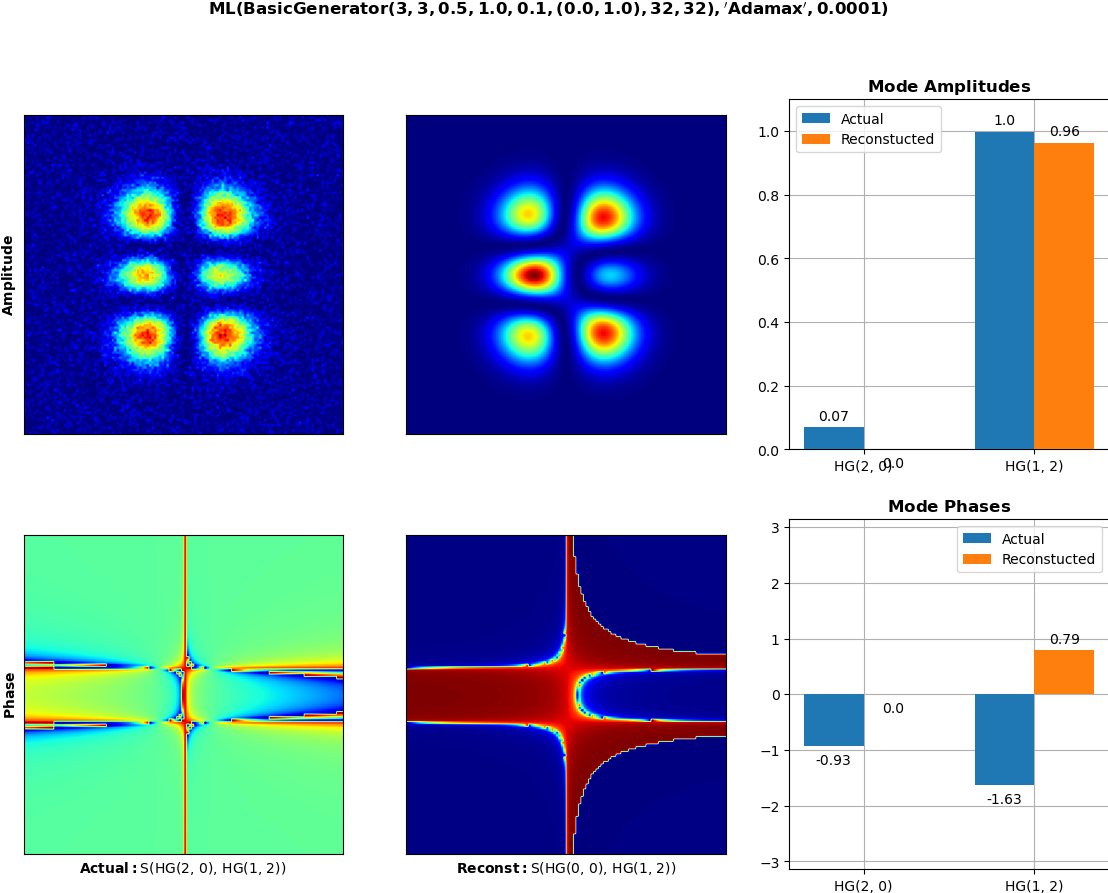 ML(BasicGenerator(3, 3, 0.5, 1.0, 0.1, (0.0, 1.0), 32, 32), ′Adamax′, 0.0001)
Mode Amplitudes
Actual
Reconstucted
1.0
0.96
0.07
0.0
1.0
0.8
0.6
0.4
0.2
0.0
HG(2, 0)
HG(1, 2)
Amplitude
Mode Phases
Actual
Reconstucted
0.79
0.0
-0.93
-1.63
3
2
1
0
−1
−2
−3
HG(2, 0)
HG(1, 2)
Phase
Actual: S(HG(2, 0), HG(1, 2))
Reconst: S(HG(0, 0), HG(1, 2))